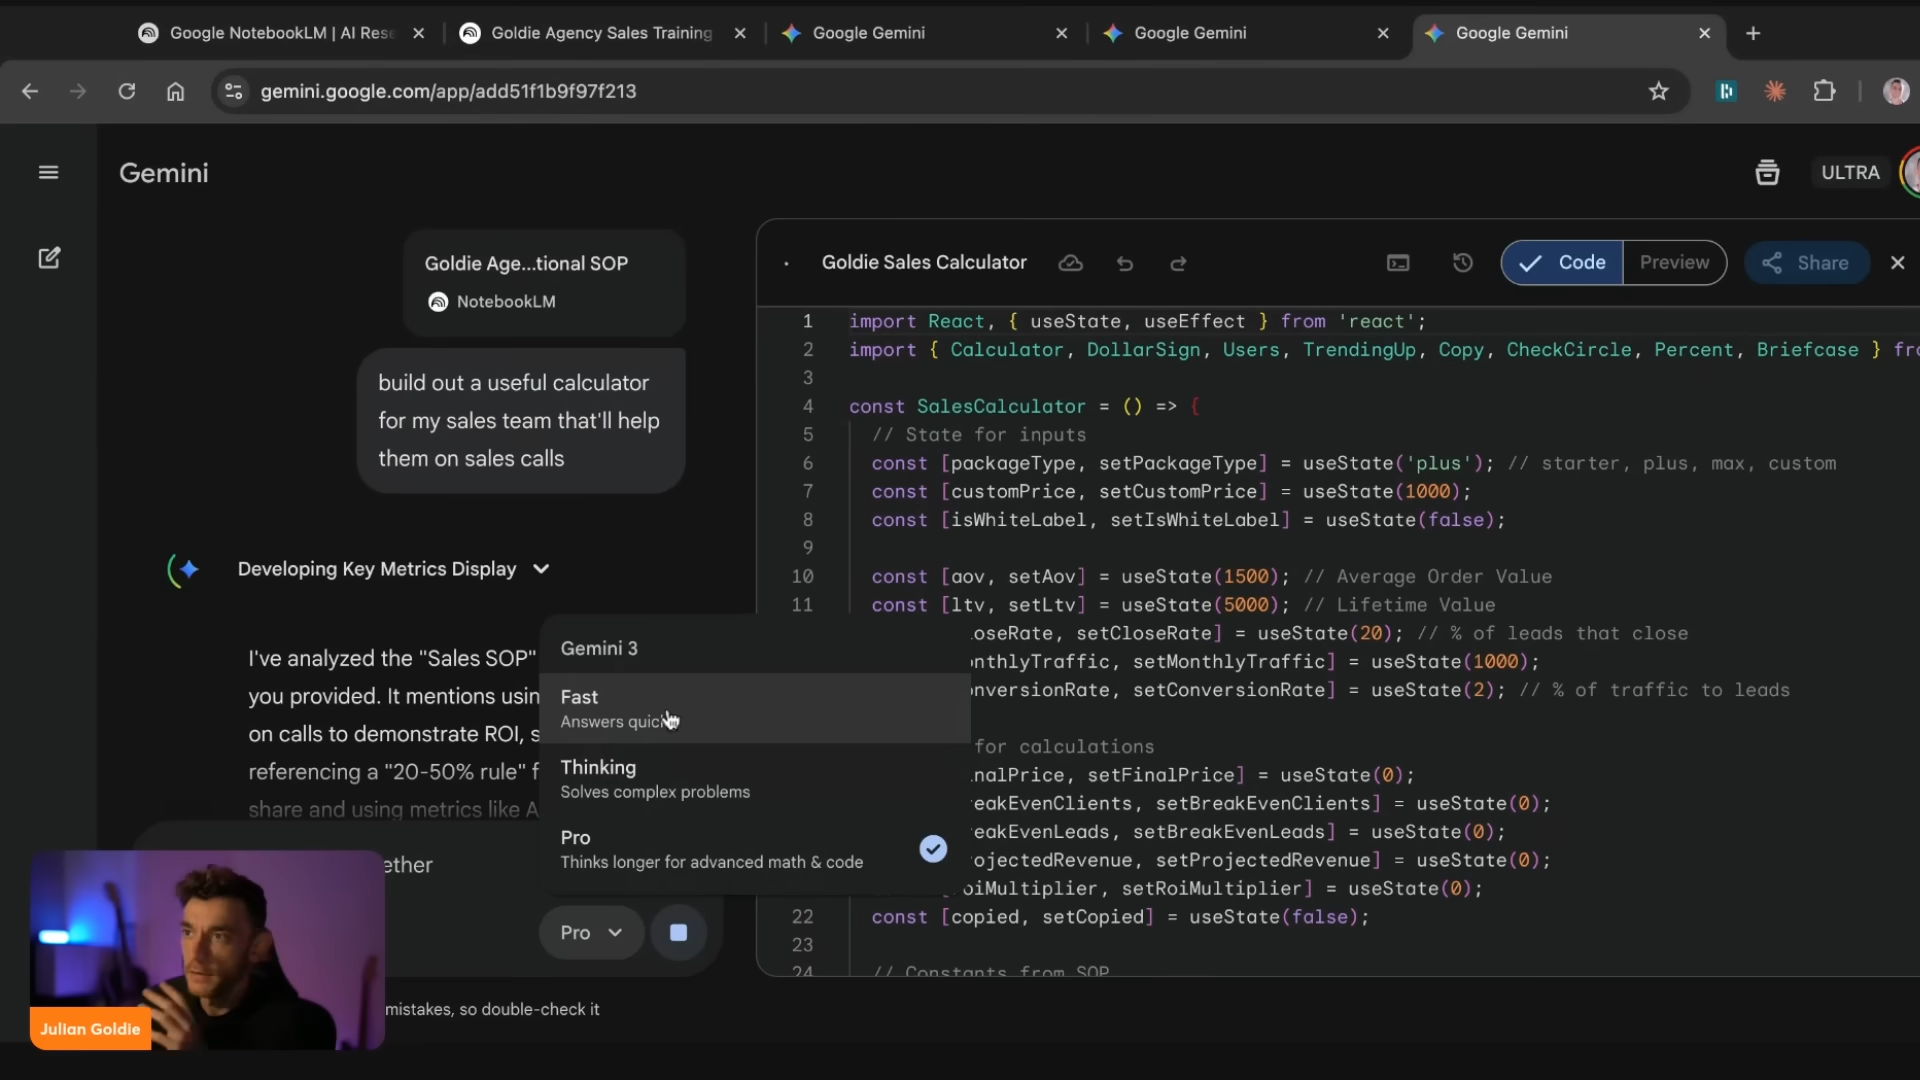 Google NotebookLM | AI Rese
Goldie Agency Sales Training
Google Gemini
Google Gemini
Google Gemini
gemini.google.com/app/add51f1b9f97f213
Gemini
ULTRA
Goldie Age...tional SOP
NotebookLM
build out a useful calculator
for my sales team that'll help
them on sales calls
Developing Key Metrics Display
I've analyzed the "Sales SOP"
you provided. It mentions usin
on calls to demonstrate ROI, s
referencing a "20-50% rule" f
share and using metrics like A
ether
Gemini 3
Fast
Answers quic
Thinking
Solves complex problems
Pro
Thinks longer for advanced math & code
Pro
mistakes, so double-check it
Julian Goldie
Goldie Sales Calculator
Code
Preview
Share
1 import React, { useState, useEffect } from 'react';
2 import { Calculator, DollarSign, Users, TrendingUp, Copy, CheckCircle, Percent, Briefcase } fro
3
4 const SalesCalculator = () => {
5 // State for inputs
6 const [packageType, setPackageType] = useState('plus'); // starter, plus, max, custom
7 const [customPrice, setCustomPrice] = useState(1000);
8 const [isWhiteLabel, setIsWhiteLabel] = useState(false);
9
10 const [aov, setAov] = useState(1500); // Average Order Value
11 const [ltv, setLtv] = useState(5000); // Lifetime Value
oseRate, setCloseRate] = useState(20); // % of leads that close
nthlyTraffic, setMonthlyTraffic] = useState(1000);
nversionRate, setConversionRate] = useState(2); // % of traffic to leads
for calculations
nalPrice, setFinalPrice] = useState(0);
eakEvenClients, setBreakEvenClients] = useState(0);
eakEvenLeads, setBreakEvenLeads] = useState(0);
ojectedRevenue, setProjectedRevenue] = useState(0);
oiMultiplier, setRoiMultiplier] = useState(0);
22 const [copied, setCopied] = useState(false);
23
24 // Constants from SOP